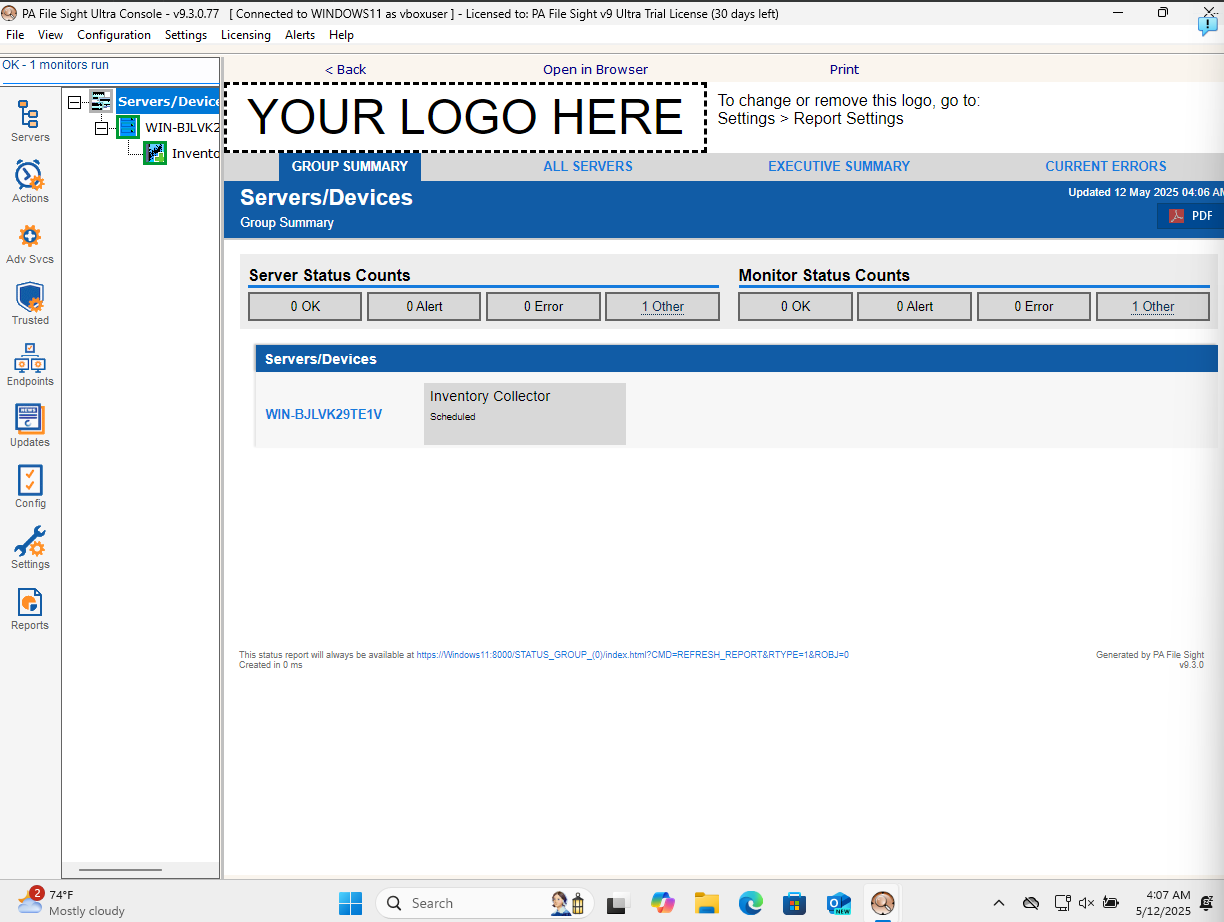 PA File Sight Ultra Console - v9.3.0.77 [ Connected to WINDOWS11 as vboxuser ] - Licensed to: PA File Sight v9 Ultra Trial License (30 days left)
File View Configuration Settings Licensing Alerts Help
OK - 1 monitors run
< Back Open in Browser Print
Servers
Actions
Adv Svcs
Trusted
Endpoints
Updates
Config
Settings
Reports
Servers/Device
WIN-BJLVK2
Invento
YOUR LOGO HERE
To change or remove this logo, go to:
Settings > Report Settings
GROUP SUMMARY ALL SERVERS EXECUTIVE SUMMARY CURRENT ERRORS
Servers/Devices
Group Summary
Updated 12 May 2025 04:06 AM
PDF
Server Status Counts
0 OK 0 Alert 0 Error 1 Other
Monitor Status Counts
0 OK 0 Alert 0 Error 1 Other
Servers/Devices
WIN-BJLVK29TE1V
Inventory Collector
Scheduled
This status report will always be available at https://Windows11:8000/STATUS_GROUP_(0)/index.html?CMD=REFRESH_REPORT&RTYPE=1&ROBJ=0
Created in 0 ms
Generated by PA File Sight
v9.3.0
2
74°F
Mostly cloudy
Search
NEW
4:07 AM
5/12/2025